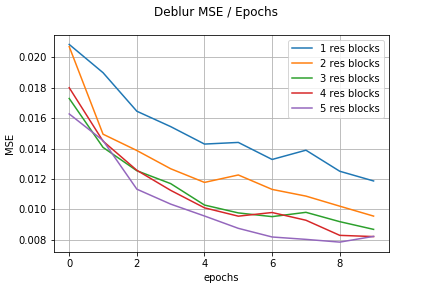 Deblur MSE / Epochs
1 res blocks
2 res blocks
3 res blocks
4 res blocks
5 res blocks
MSE
0.020
0.018
0.016
0.014
0.012
0.010
0.008
0 2 4 6 8
epochs